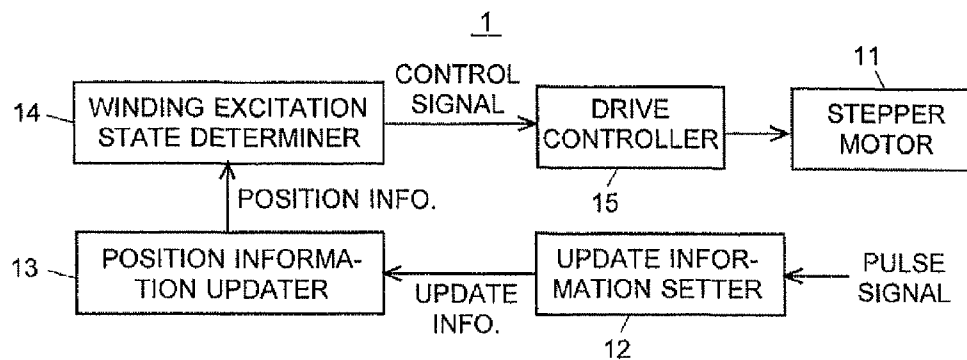 1
11
14
WINDING EXCITATION
STATE DETERMINER
CONTROL
SIGNAL
DRIVE
CONTROLLER
STEPPER
MOTOR
15
POSITION INFO.
13
POSITION INFORMA-
TION UPDATER
UPDATE
INFO.
UPDATE INFOR-
MATION SETTER
PULSE
SIGNAL
12